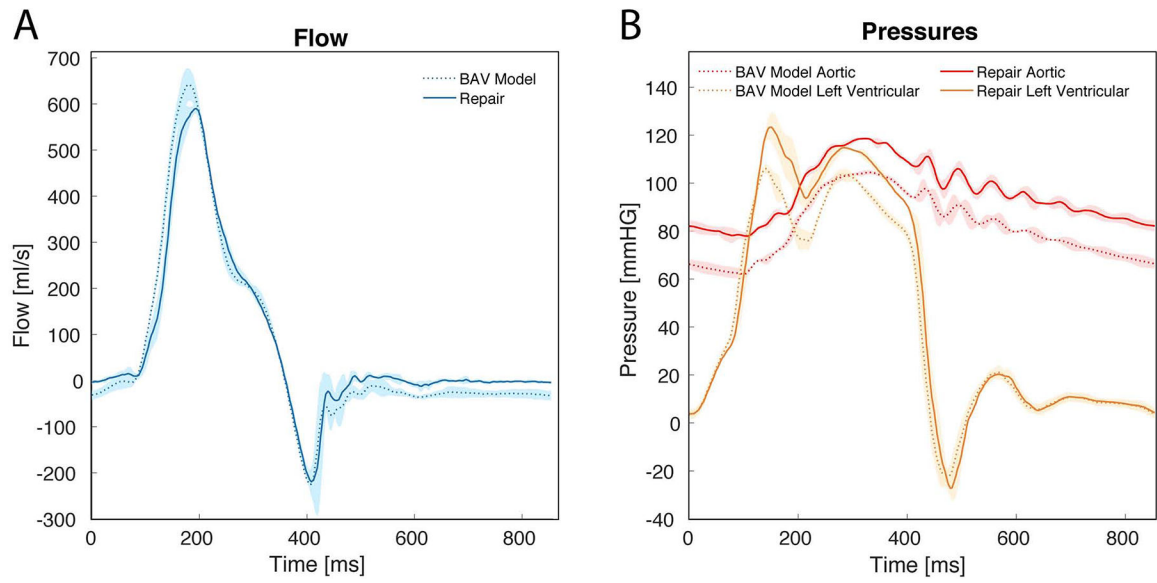 A
Flow
Flow [ml/s]
700
600
500
400
300
200
100
0
-100
-200
-300
BAV Model
Repair
0
200
400
600
800
Time [ms]
B
Pressures
Pressure [mmHG]
140
120
100
80
60
40
20
0
-20
-40
BAV Model Aortic
BAV Model Left Ventricular
Repair Aortic
Repair Left Ventricular
0
200
400
600
800
Time [ms]